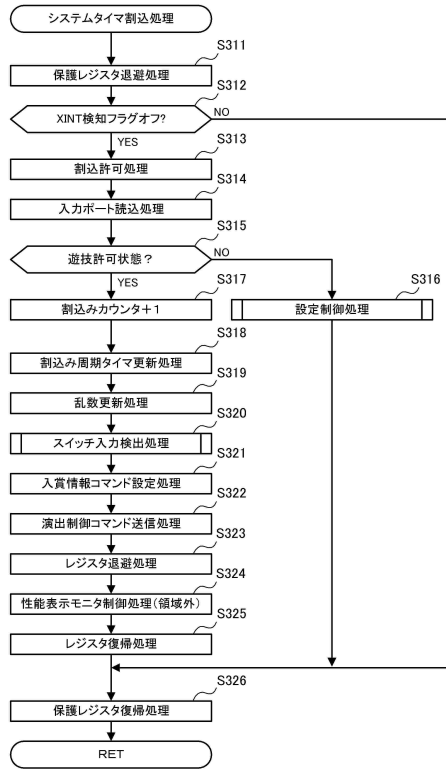 システムタイマ割込処理
S311
保護レジスタ退避処理
S312
XINT検知フラグオフ?
NO
YES
S313
割込許可処理
S314
入力ポート読込処理
S315
遊技許可状態？
NO
YES
S317
S316
割込みカウンタ＋1
設定制御処理
S318
割込み周期タイマ更新処理
S319
乱数更新処理
S320
スイッチ入力検出処理
S321
入賞情報コマンド設定処理
S322
演出制御コマンド送信処理
S323
レジスタ退避処理
S324
性能表示モニタ制御処理(領域外)
S325
レジスタ復帰処理
S326
保護レジスタ復帰処理
RET